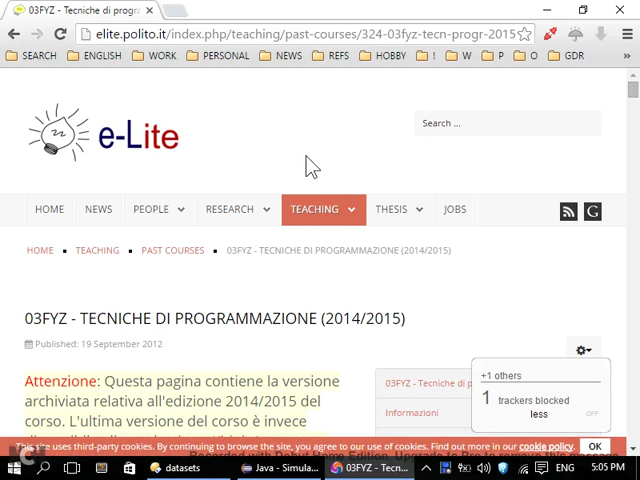 03FYZ - Tecniche di progr
elite.polito.it/index.php/teaching/past-courses/324-03fyz-tecn-progr-2015
SEARCH ENGLISH WORK PERSONAL NEWS REFS HOBBY ! W P O GDR »
e-Lite
Search ...
HOME NEWS PEOPLE RESEARCH TEACHING THESIS JOBS
G
HOME TEACHING PAST COURSES 03FYZ - TECNICHE DI PROGRAMMAZIONE (2014/2015)
03FYZ - TECNICHE DI PROGRAMMAZIONE (2014/2015)
Published: 19 September 2012
Attenzione: Questa pagina contiene la versione
archiviata relativa all'edizione 2014/2015 del
corso. L'ultima versione del corso è invece
03FYZ - Tecniche di p
Informazioni
+1 others
1 trackers blocked
less OFF
This site uses third-party cookies. By continuing to browse the site, you agree to our use of cookies. Find out more in our cookie policy. OK
datasets Java - Simula... 03FYZ - Tecn... ENG 5:05 PM